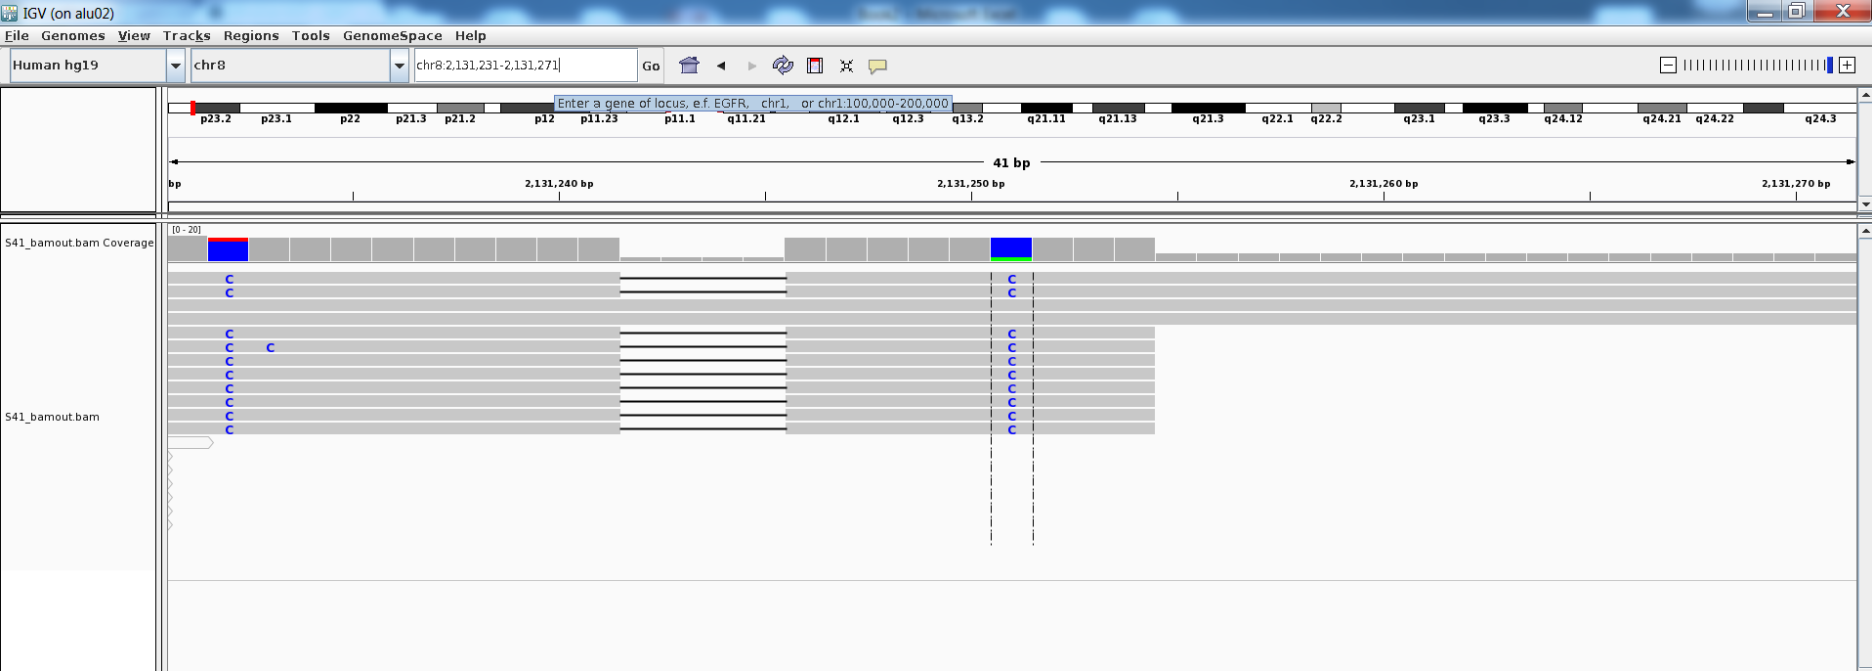 IGV (on alu02)
File Genomes View Tracks Regions Tools GenomeSpace Help
Human hg19 chr8 chr8:2,131,231-2,131,271 Go
Enter a gene of locus, e.f. EGFR, chr1, or chr1:100,000-200,000
p23.2 p23.1 p22 p21.3 p21.2 p12 p11.23 p11.1 q11.21 q12.1 q12.3 q13.2 q21.11 q21.13 q21.3 q22.1 q22.2 q23.1 q23.3 q24.12 q24.21 q24.22 q24.3
41 bp
bp 2,131,240 bp 2,131,250 bp 2,131,260 bp 2,131,270 bp
[0 - 20]
S41_bamout.bam Coverage
C C
C C
C C
C C C
C C
C C
C C
C C
S41_bamout.bam
C C
C C